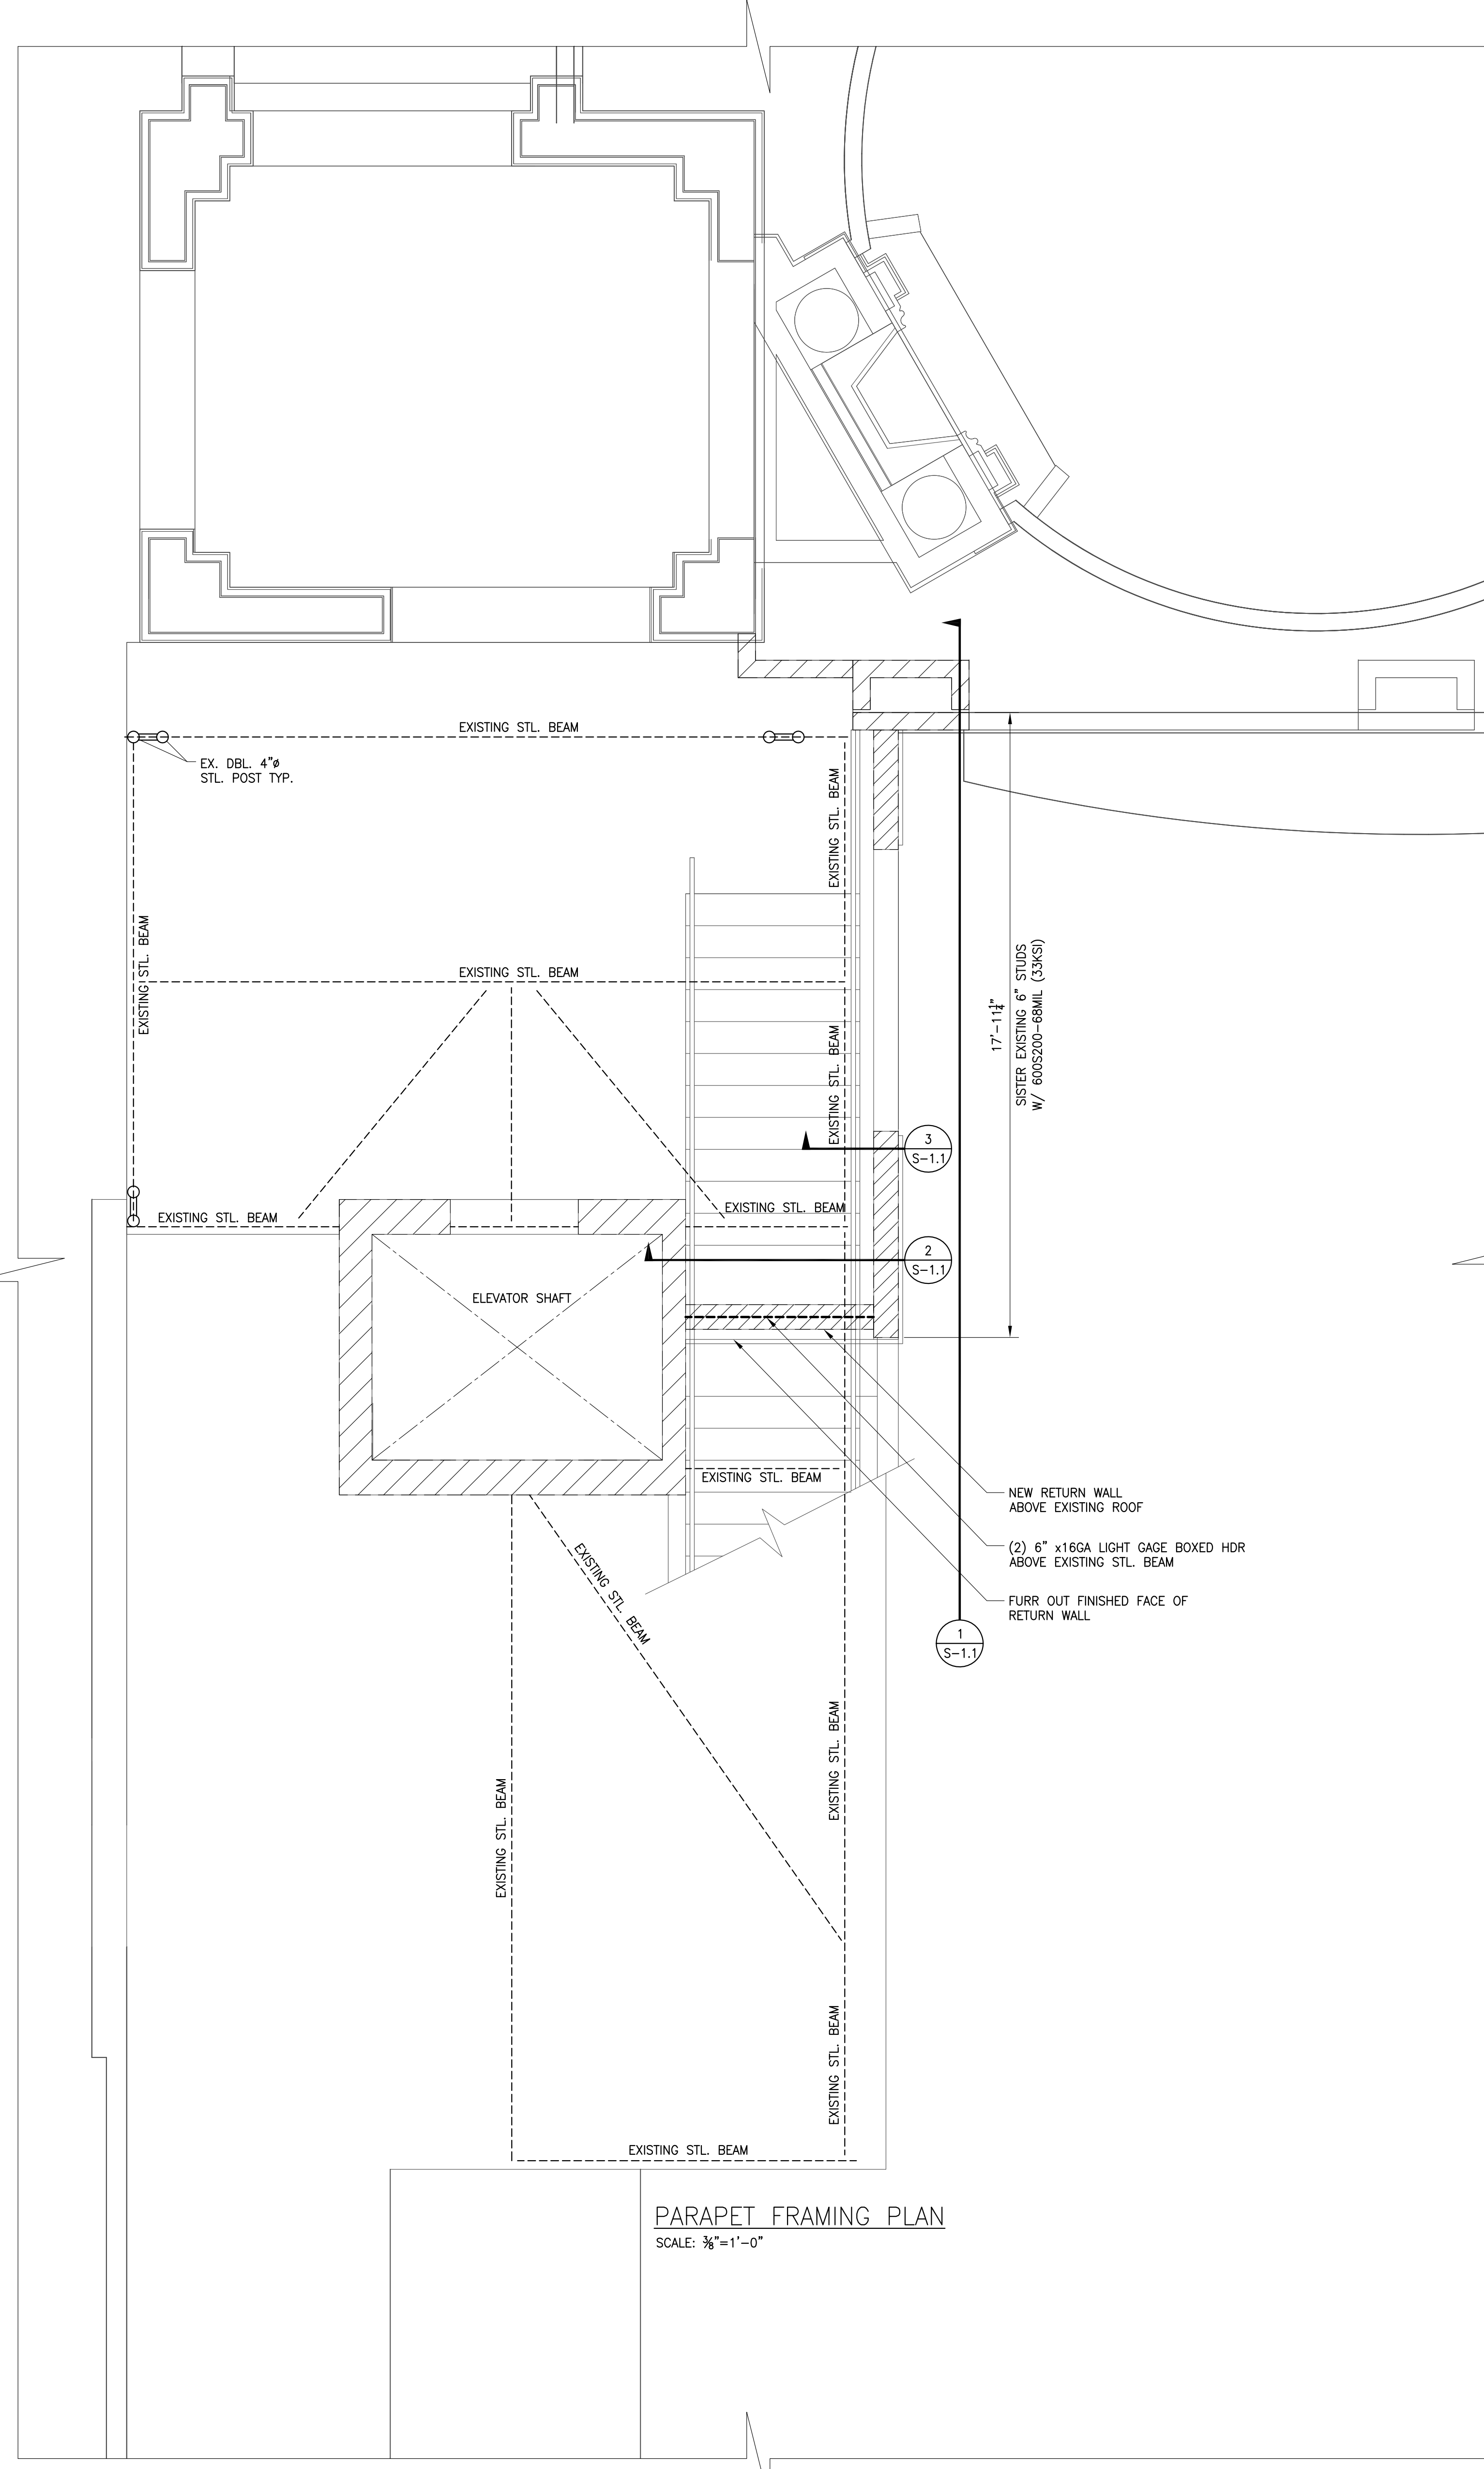 EXISTING STL. BEAM
EX. DBL. 4"ø
STL. POST TYP.
EXISTING STL. BEAM
EXISTING STL. BEAM
EXISTING STL. BEAM
EXISTING STL. BEAM
17'-11¼"
SISTER EXISTING 6" STUDS
W/ 600S200-68MIL (33KSI)
3
S-1.1
EXISTING STL. BEAM
EXISTING STL. BEAM
2
S-1.1
ELEVATOR SHAFT
EXISTING STL. BEAM
NEW RETURN WALL
ABOVE EXISTING ROOF
(2) 6" x16GA LIGHT GAGE BOXED HDR
ABOVE EXISTING STL. BEAM
FURR OUT FINISHED FACE OF
RETURN WALL
1
S-1.1
EXISTING STL. BEAM
EXISTING STL. BEAM
EXISTING STL. BEAM
EXISTING STL. BEAM
EXISTING STL. BEAM
PARAPET FRAMING PLAN
SCALE: ⅜"=1'-0"